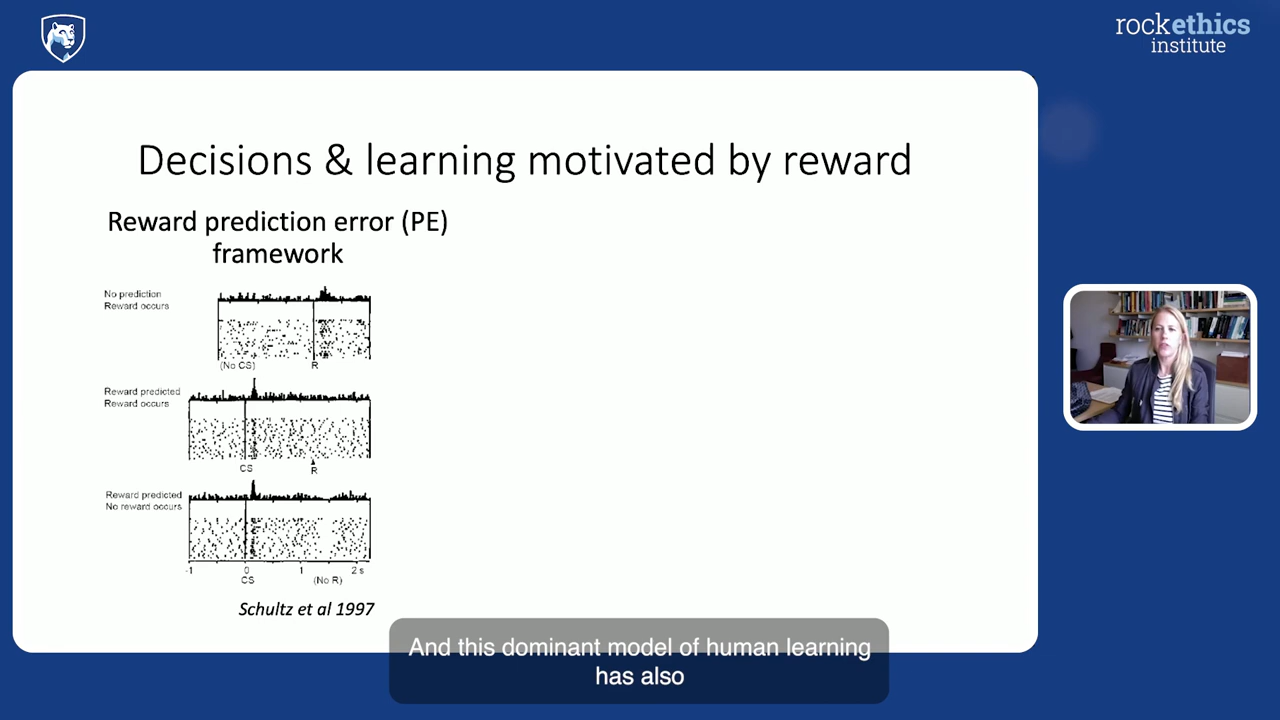 rockethics
institute
Decisions & learning motivated by reward
Reward prediction error (PE)
framework
No prediction
Reward occurs
(No CS)
R
Reward predicted
Reward occurs
CS
R
Reward predicted
No reward occurs
-1
0
1
2 s
CS
(No R)
Schultz et al 1997
And this dominant model of human learning
has also